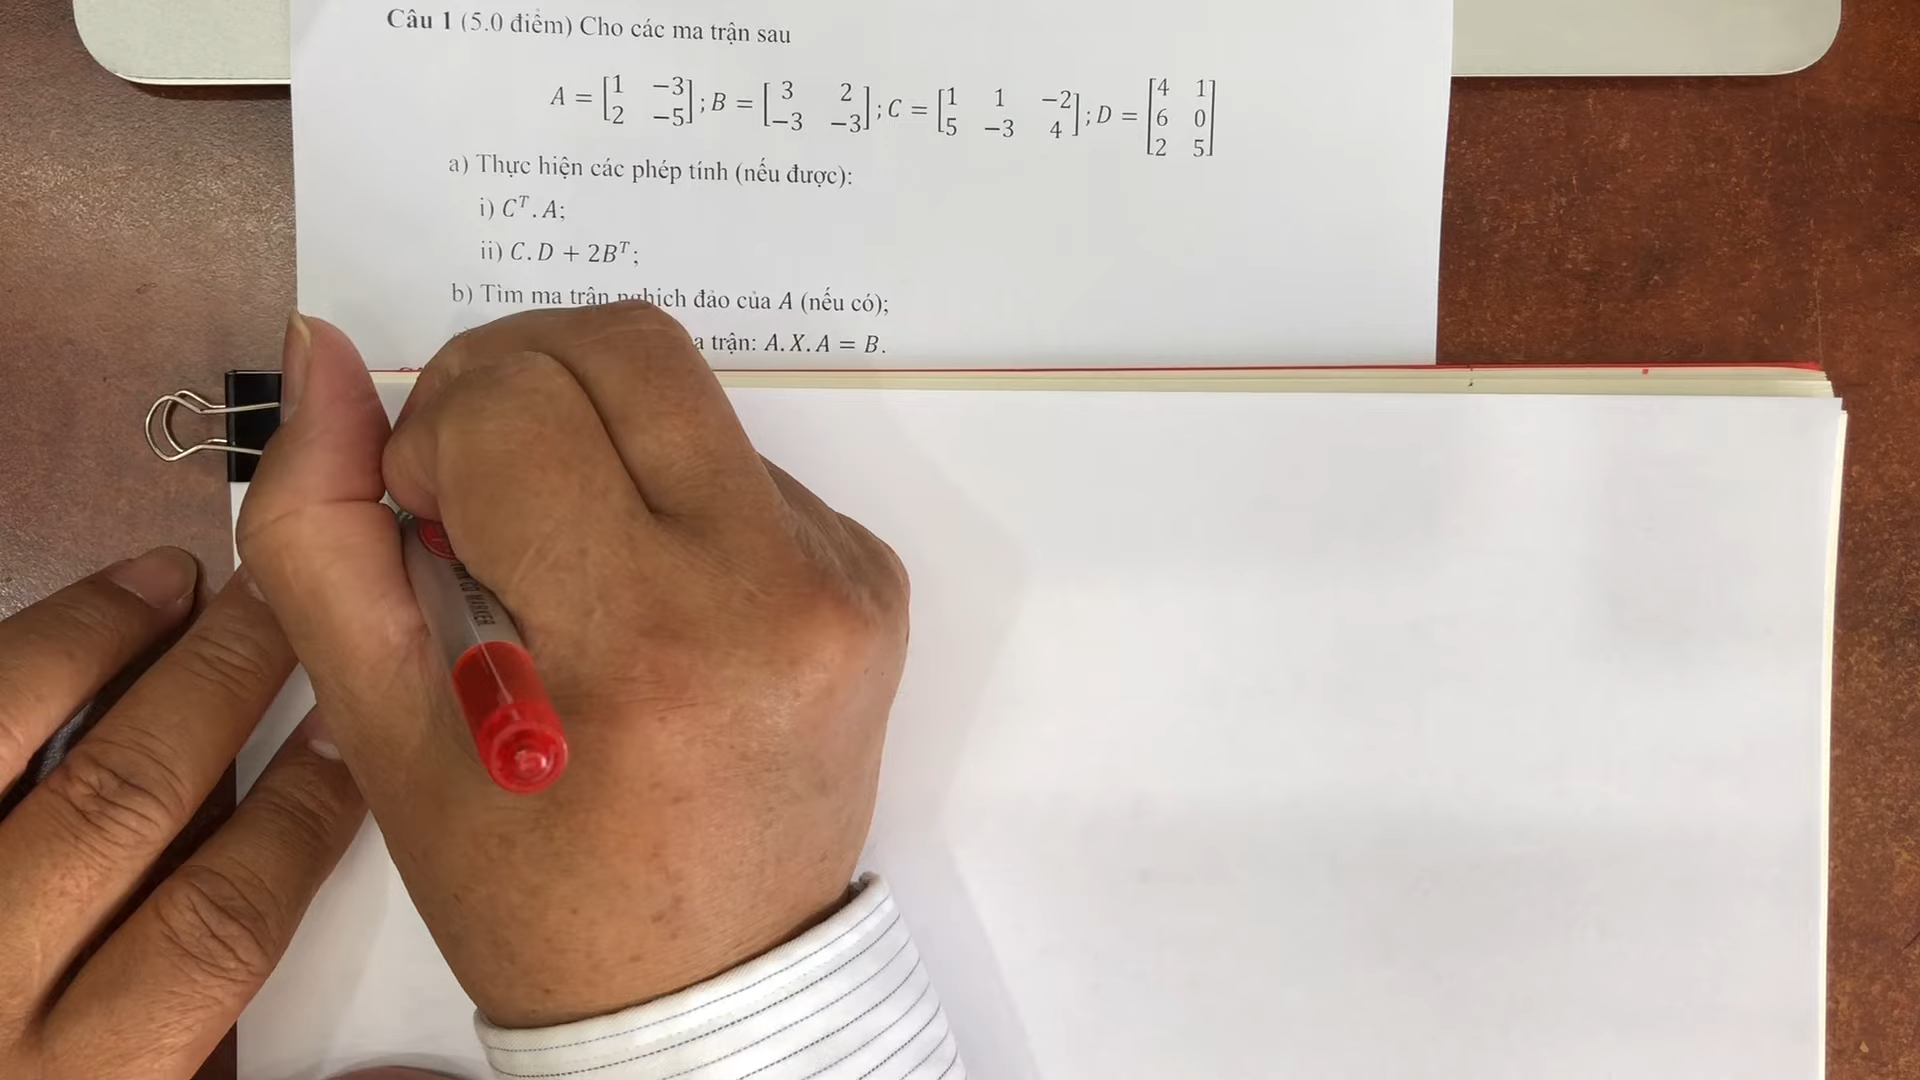 Câu 1 (5.0 điểm) Cho các ma trận sau
A = [1 −3; 2 −5]; B = [3 2; −3 −3]; C = [1 1 −2; 5 −3 4]; D = [4 1; 6 0; 2 5]
a) Thực hiện các phép tính (nếu được):
i) Cᵀ. A;
ii) C. D + 2Bᵀ;
b) Tìm ma trận nghịch đảo của A (nếu có);
trận: A. X. A = B.
MARKER